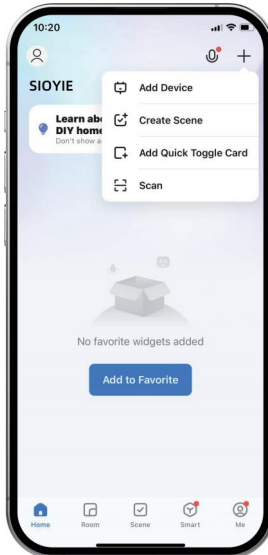 10:20
SIOYIE
Add Device
Create Scene
Add Quick Toggle Card
Scan
Learn abo
DIY home
Don't show a
No favorite widgets added
Add to Favorite
Home Room Scene Smart Me